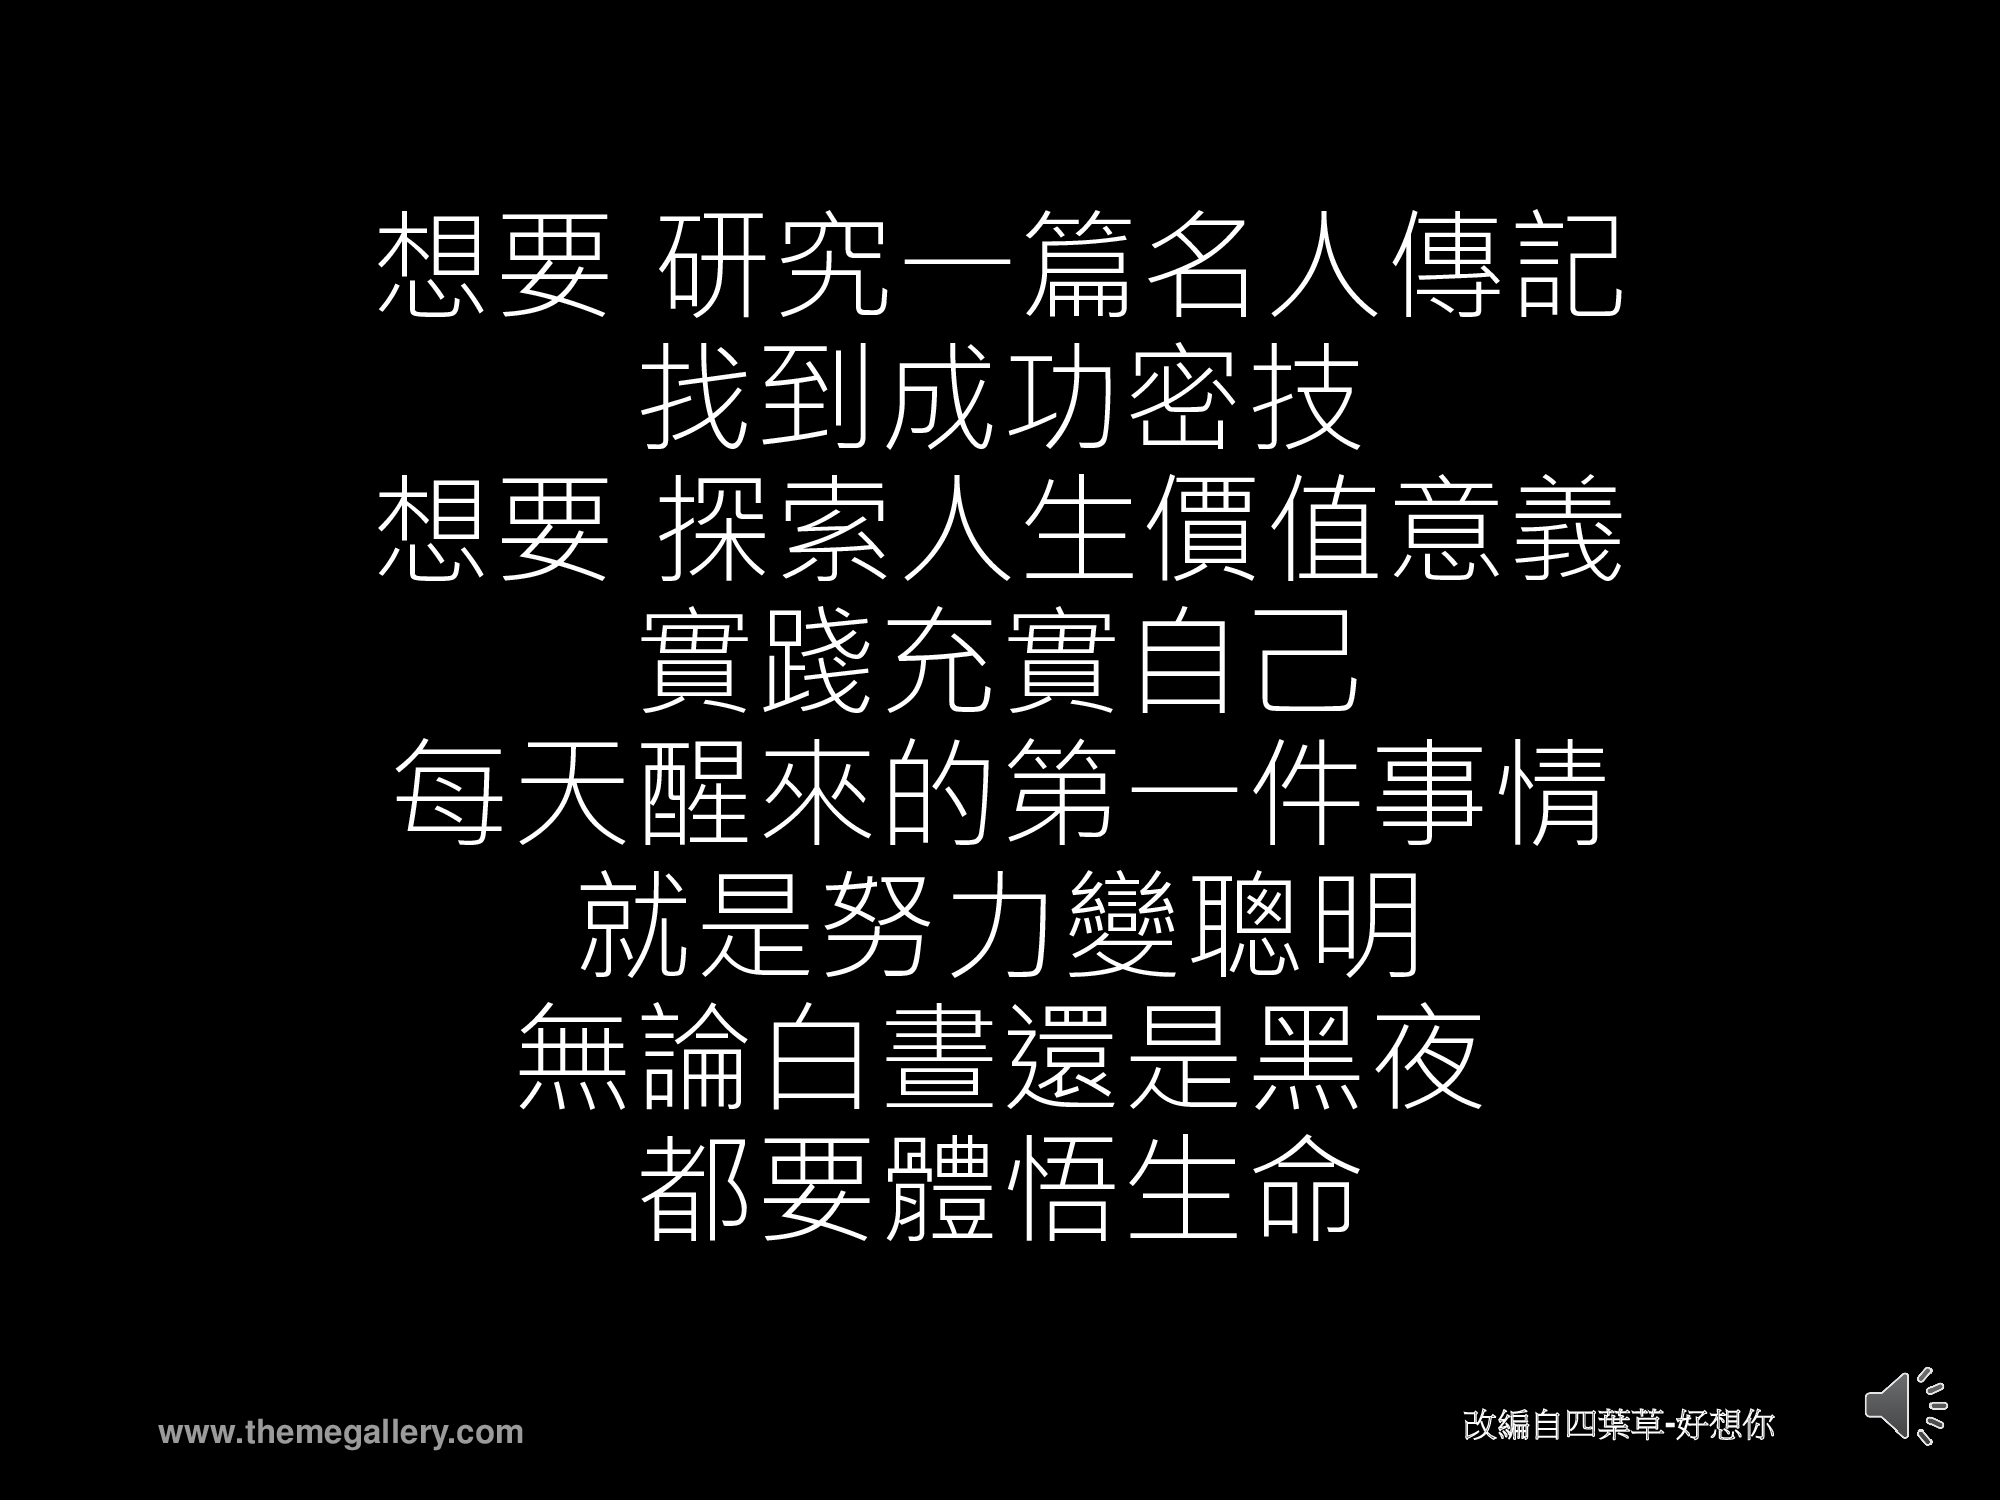 想要 研究一篇名人傳記
找到成功密技
想要 探索人生價值意義
實踐充實自己
每天醒來的第一件事情
就是努力變聰明
無論白晝還是黑夜
都要體悟生命
www.themegallery.com
改編自四葉草-好想你